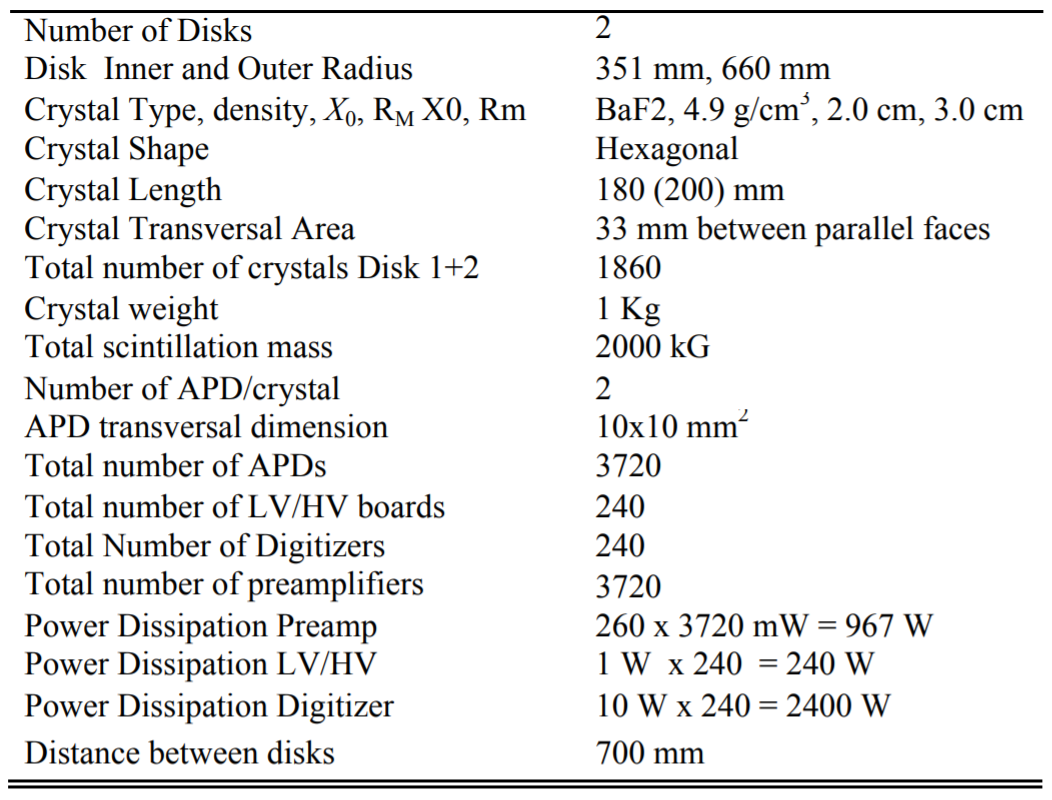 Number of Disks 2
Disk Inner and Outer Radius 351 mm, 660 mm
Crystal Type, density, X₀, R_M X0, Rm BaF2, 4.9 g/cm³, 2.0 cm, 3.0 cm
Crystal Shape Hexagonal
Crystal Length 180 (200) mm
Crystal Transversal Area 33 mm between parallel faces
Total number of crystals Disk 1+2 1860
Crystal weight 1 Kg
Total scintillation mass 2000 kG
Number of APD/crystal 2
APD transversal dimension 10x10 mm²
Total number of APDs 3720
Total number of LV/HV boards 240
Total Number of Digitizers 240
Total number of preamplifiers 3720
Power Dissipation Preamp 260 x 3720 mW = 967 W
Power Dissipation LV/HV 1 W x 240 = 240 W
Power Dissipation Digitizer 10 W x 240 = 2400 W
Distance between disks 700 mm